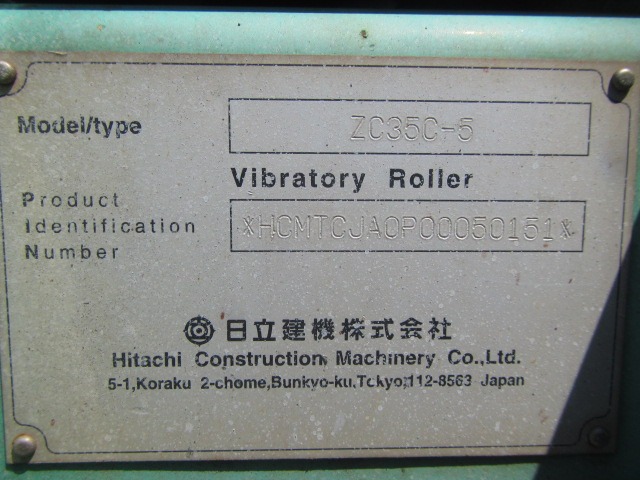 Model/type ZC35C-5
Vibratory Roller
Product
Identification
Number
*HCMTCJA0P00050151*
日立建機株式会社
Hitachi Construction Machinery Co.,Ltd.
5-1,Koraku 2-chome,Bunkyo-ku,Tokyo:112-8563 Japan